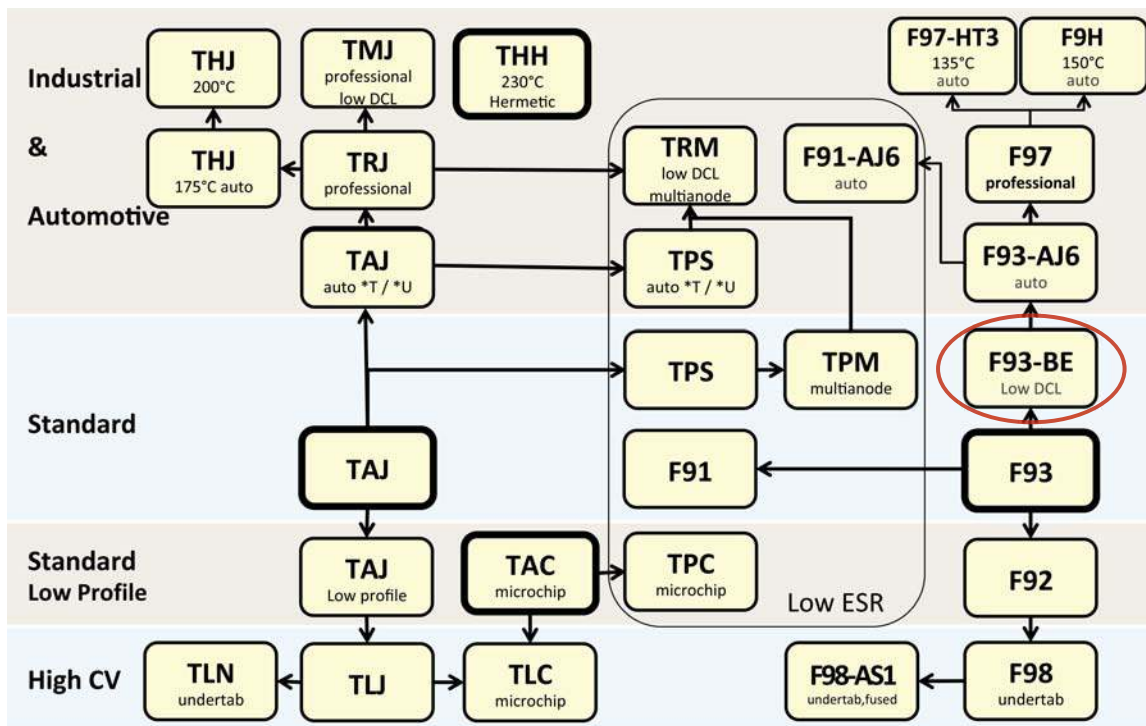 Industrial
&
Automotive
THJ
200°C
TMJ
professional
low DCL
THH
230°C
Hermetic
F97-HT3
135°C
auto
F9H
150°C
auto
THJ
175°C auto
TRJ
professional
TRM
low DCL
multianode
F91-AJ6
auto
F97
professional
TAJ
auto *T / *U
TPS
auto *T / *U
F93-AJ6
auto
Standard
TPS
TPM
multianode
F93-BE
Low DCL
TAJ
F91
F93
Standard
Low Profile
TAJ
Low profile
TAC
microchip
TPC
microchip
Low ESR
F92
High CV
TLN
undertab
TLJ
TLC
microchip
F98-AS1
undertab,fused
F98
undertab